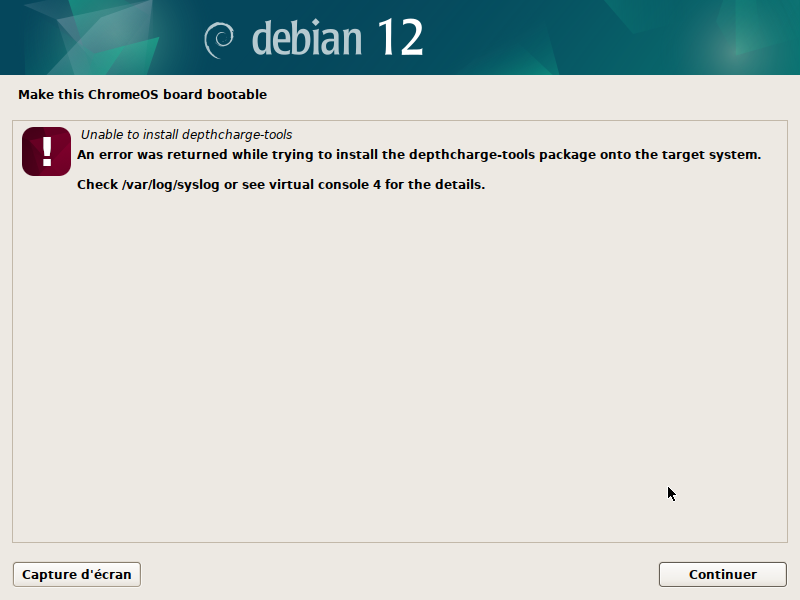 debian 12
Make this ChromeOS board bootable
!
Unable to install depthcharge-tools
An error was returned while trying to install the depthcharge-tools package onto the target system.
Check /var/log/syslog or see virtual console 4 for the details.
Capture d'écran
Continuer